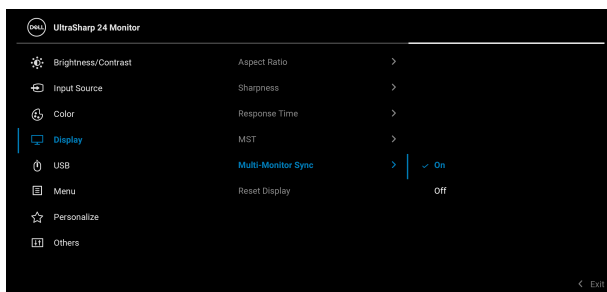 DELL UltraSharp 24 Monitor
Brightness/Contrast Aspect Ratio
Input Source Sharpness
Color Response Time
Display MST
USB Multi-Monitor Sync On
Menu Reset Display Off
Personalize
Others
Exit